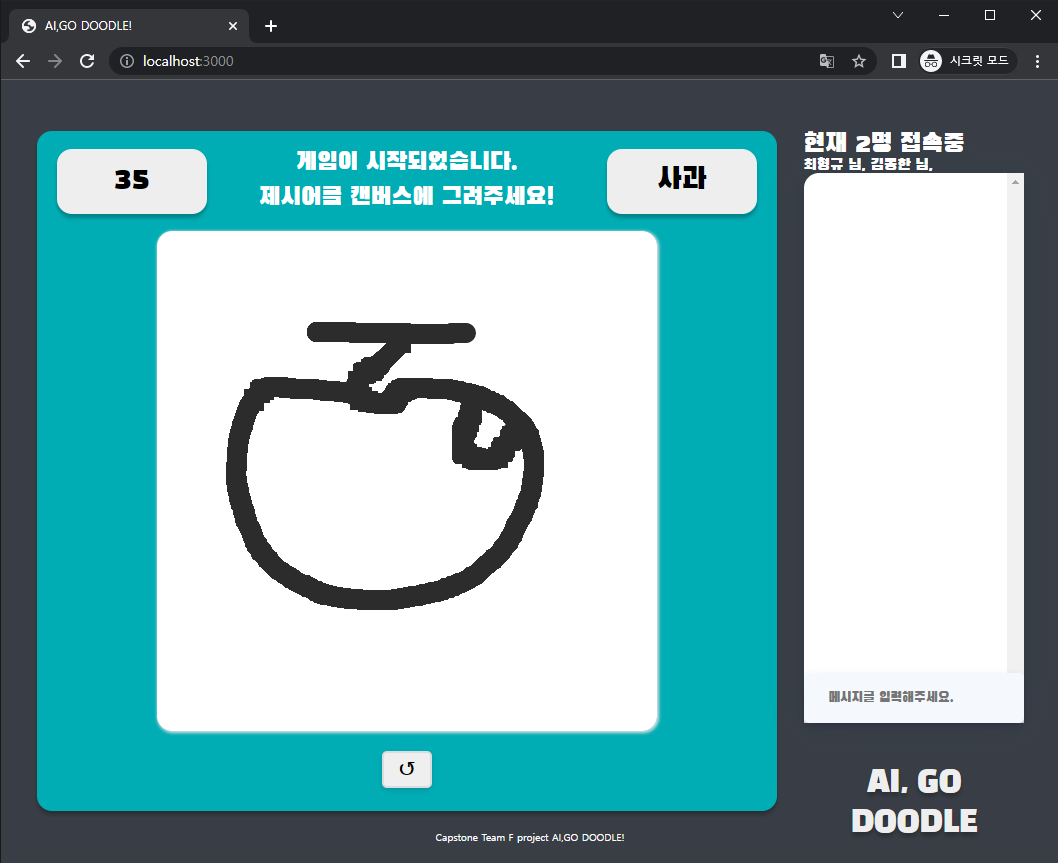 AI,GO DOODLE!
localhost:3000
시크릿 모드
35
게임이 시작되었습니다.
제시어를 캔버스에 그려주세요!
사과
현재 2명 접속중
최형규 님, 김종한 님,
메시지를 입력해주세요.
AI, GO
DOODLE
Capstone Team F project AI,GO DOODLE!